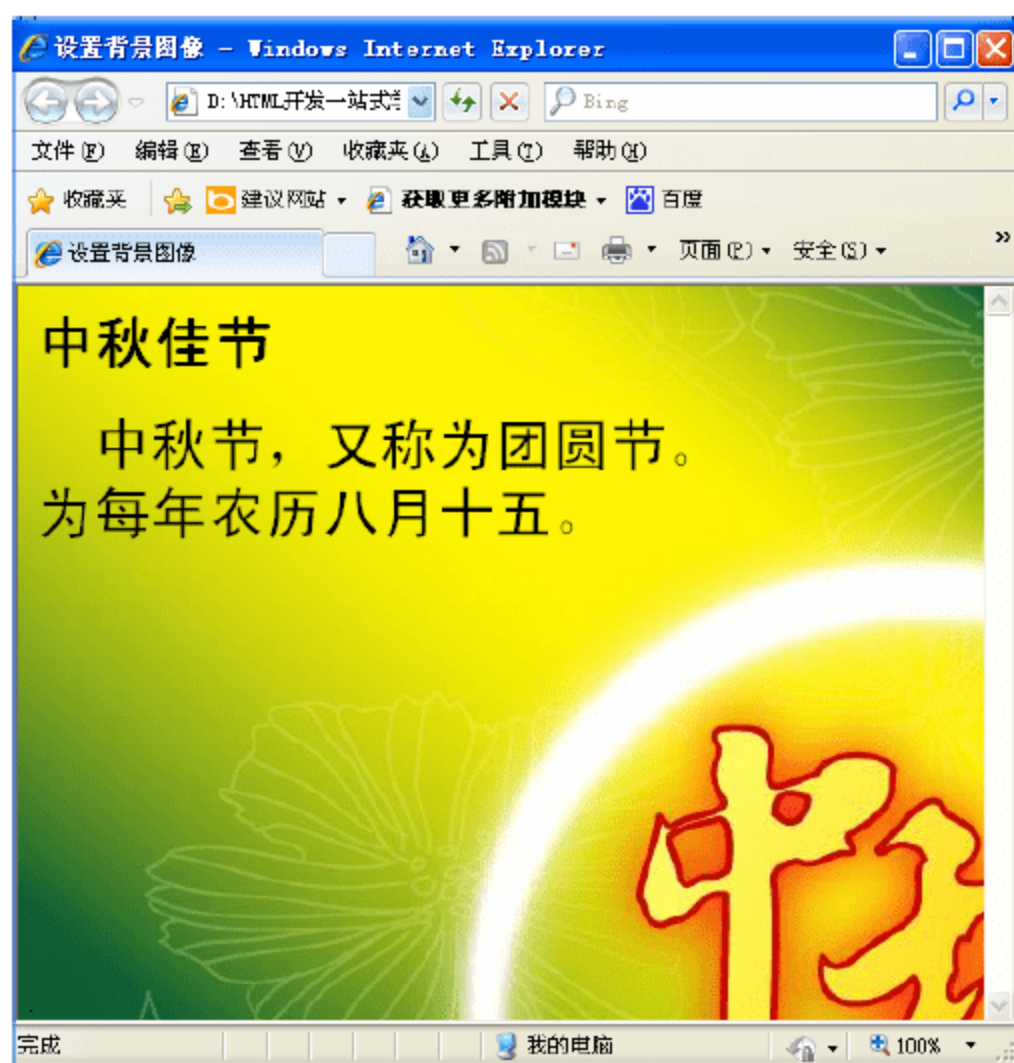 设置背景图像 - Windows Internet Explorer
D:\HTML开发一站式
Bing
文件(F) 编辑(E) 查看(V) 收藏夹(A) 工具(T) 帮助(H)
收藏夹 建议网站 获取更多附加模块 百度
设置背景图像 页面(P) 安全(S) »
中秋佳节
中秋节，又称为团圆节。
为每年农历八月十五。
中
完成 我的电脑 100%